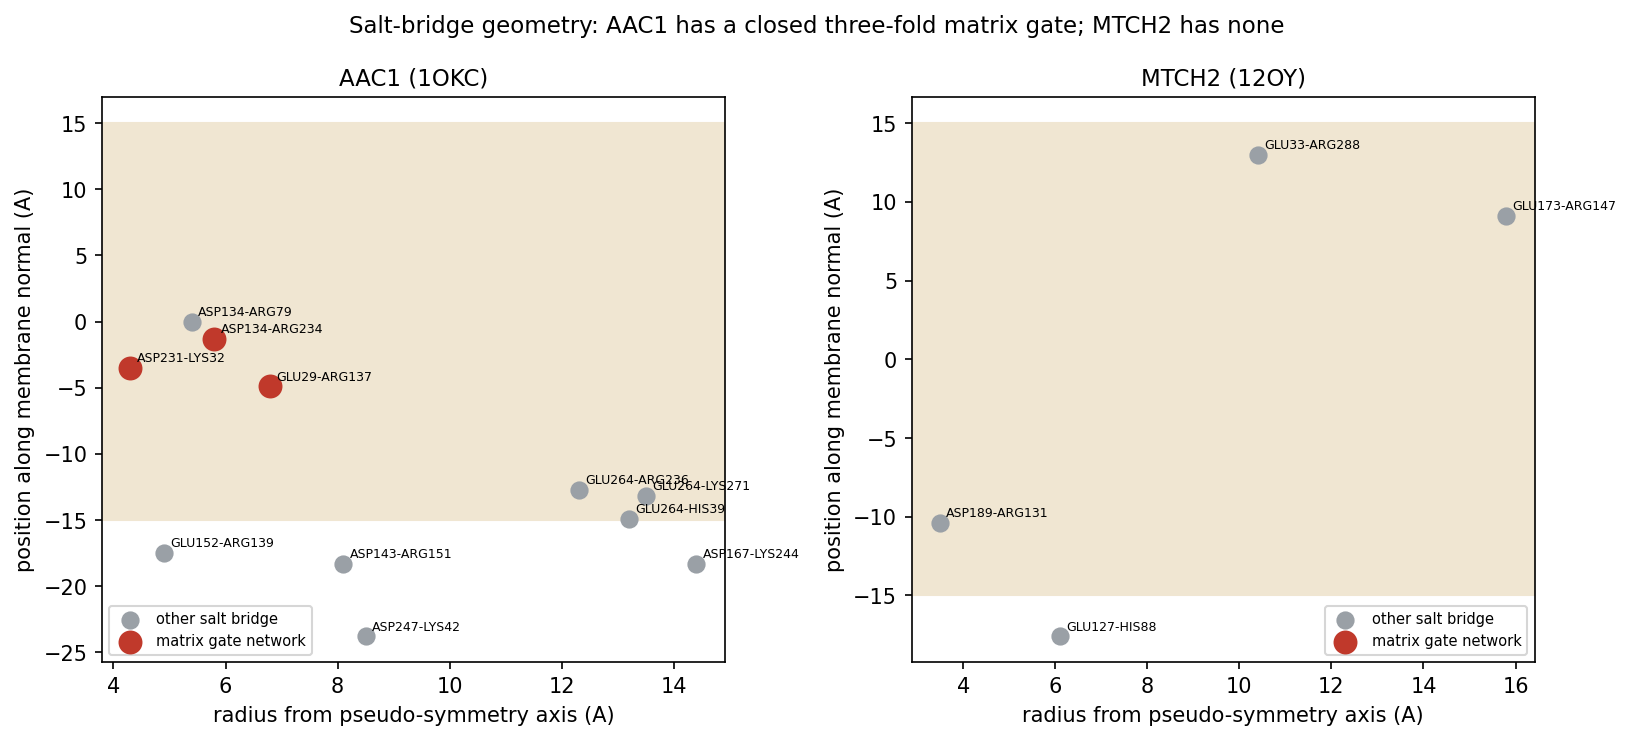 Salt-bridge geometry: AAC1 has a closed three-fold matrix gate; MTCH2 has none
AAC1 (1OKC)
position along membrane normal (A)
15
10
5
0
−5
−10
−15
−20
−25
ASP134-ARG79
ASP134-ARG234
ASP231-LYS32
GLU29-ARG137
GLU264-ARG236
GLU264-LYS271
GLU264-HIS39
GLU152-ARG139
ASP143-ARG151
ASP167-LYS244
ASP247-LYS42
other salt bridge
matrix gate network
4 6 8 10 12 14
radius from pseudo-symmetry axis (A)
MTCH2 (12OY)
position along membrane normal (A)
15
10
5
0
−5
−10
−15
GLU33-ARG288
GLU173-ARG147
ASP189-ARG131
GLU127-HIS88
other salt bridge
matrix gate network
4 6 8 10 12 14 16
radius from pseudo-symmetry axis (A)